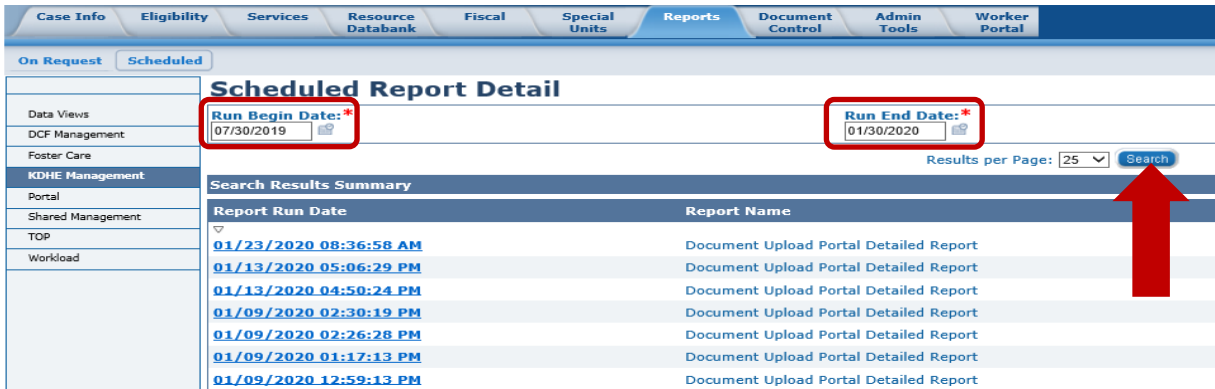 Case Info Eligibility Services Resource Databank Fiscal Special Units Reports Document Control Admin Tools Worker Portal
On Request Scheduled
Scheduled Report Detail
Data Views
DCF Management
Foster Care
KDHE Management
Portal
Shared Management
TOP
Workload
Run Begin Date:* Run End Date:*
07/30/2019 01/30/2020
Results per Page: 25 Search
Search Results Summary
Report Run Date Report Name
01/23/2020 08:36:58 AM Document Upload Portal Detailed Report
01/13/2020 05:06:29 PM Document Upload Portal Detailed Report
01/13/2020 04:50:24 PM Document Upload Portal Detailed Report
01/09/2020 02:30:19 PM Document Upload Portal Detailed Report
01/09/2020 02:26:28 PM Document Upload Portal Detailed Report
01/09/2020 01:17:13 PM Document Upload Portal Detailed Report
01/09/2020 12:59:13 PM Document Upload Portal Detailed Report